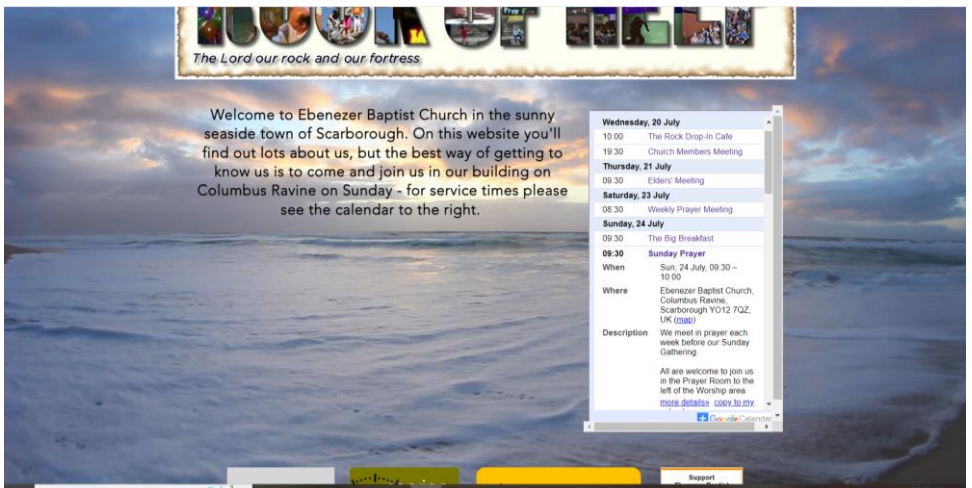 ROCK OF HELP
The Lord our rock and our fortress
Welcome to Ebenezer Baptist Church in the sunny
seaside town of Scarborough. On this website you'll
find out lots about us, but the best way of getting to
know us is to come and join us in our building on
Columbus Ravine on Sunday - for service times please
see the calendar to the right.
Wednesday, 20 July
10:00 The Rock Drop-In Cafe
19:30 Church Members Meeting
Thursday, 21 July
09:30 Elders' Meeting
Saturday, 23 July
08:30 Weekly Prayer Meeting
Sunday, 24 July
09:30 The Big Breakfast
09:30 Sunday Prayer
When Sun, 24 July, 09:30 –
10:00
Where Ebenezer Baptist Church,
Columbus Ravine,
Scarborough YO12 7QZ,
UK (map)
Description We meet in prayer each
week before our Sunday
Gathering.
All are welcome to join us
in the Prayer Room to the
left of the Worship area
more details» copy to my
Google Calendar
Support